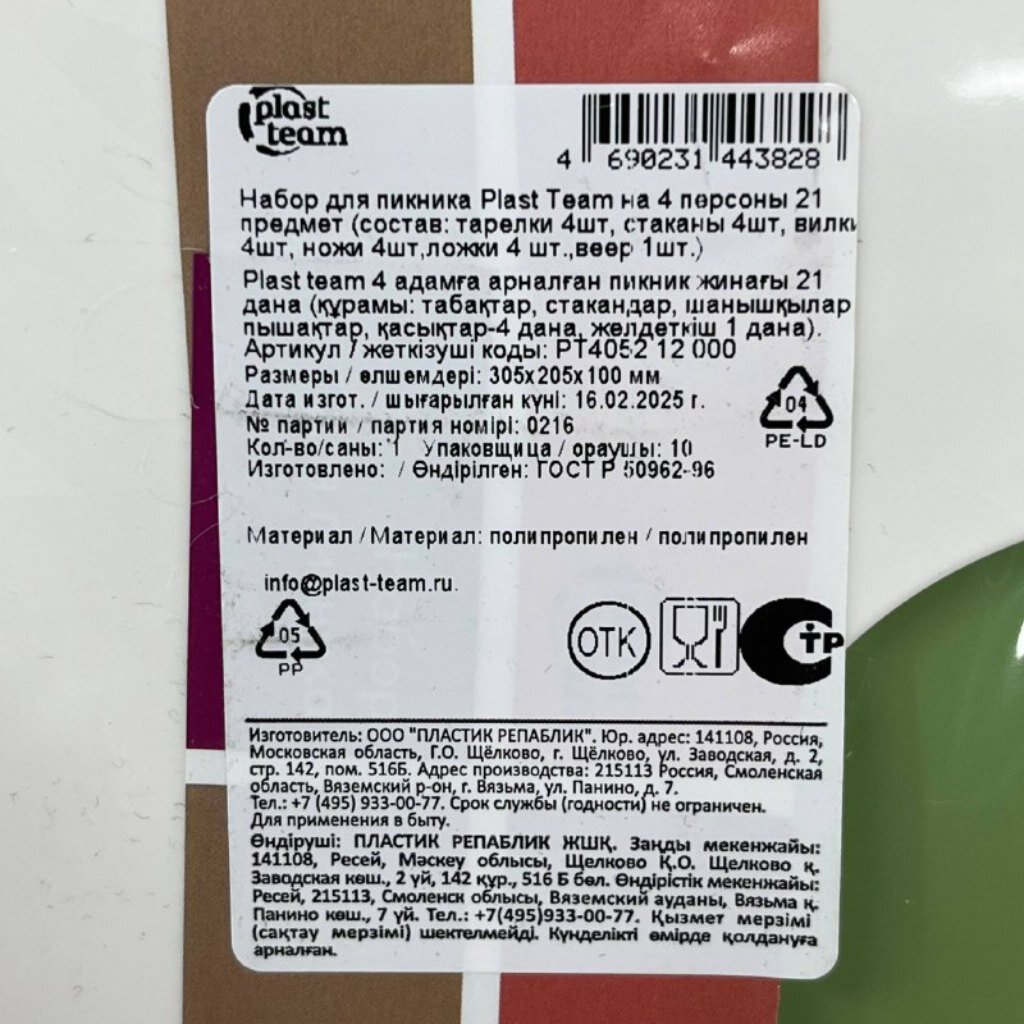 plast
team
4 690231 443828
Набор для пикника Plast Team на 4 персоны 21
предмет (состав: тарелки 4шт, стаканы 4шт, вилки
4шт, ножи 4шт,ложки 4 шт.,веер 1шт.)
Plast team 4 адамға арналған пикник жинағы 21
дана (құрамы: табақтар, стакандар, шанышқылар
пышақтар, қасықтар-4 дана, желдеткіш 1 дана).
Артикул / жеткізуші коды: PT4052 12 000
Размеры / өлшемдері: 305х205х100 мм
Дата изгот. / шығарылған күні: 16.02.2025 г.
№ партии / партия номірі: 0216
Кол-во/саны: 1 Упаковщица / ораушы: 10
Изготовлено: / Өндірілген: ГОСТ Р 50962-96
04
PE-LD
Материал / Материал: полипропилен / полипропилен
info@plast-team.ru.
05
PP
ОТК
СТР
Изготовитель: ООО "ПЛАСТИК РЕПАБЛИК". Юр. адрес: 141108, Россия,
Московская область, Г.О. Щёлково, г. Щёлково, ул. Заводская, д. 2,
стр. 142, пом. 516Б. Адрес производства: 215113 Россия, Смоленская
область, Вяземский р-он, г. Вязьма, ул. Панино, д. 7.
Тел.: +7 (495) 933-00-77. Срок службы (годности) не ограничен.
Для применения в быту.
Өндіруші: ПЛАСТИК РЕПАБЛИК ЖШҚ. Заңды мекенжайы:
141108, Ресей, Мәскеу облысы, Щелково Қ.О. Щелково қ.
Заводская көш., 2 үй, 142 құр., 516 Б бөл. Өндірістік мекенжайы:
Ресей, 215113, Смоленск облысы, Вяземский ауданы, Вязьма қ.
Панино көш., 7 үй. Тел.: +7(495)933-00-77. Қызмет мерзімі
(сақтау мерзімі) шектелмейді. Күнделікті өмірде қолдануға
арналған.